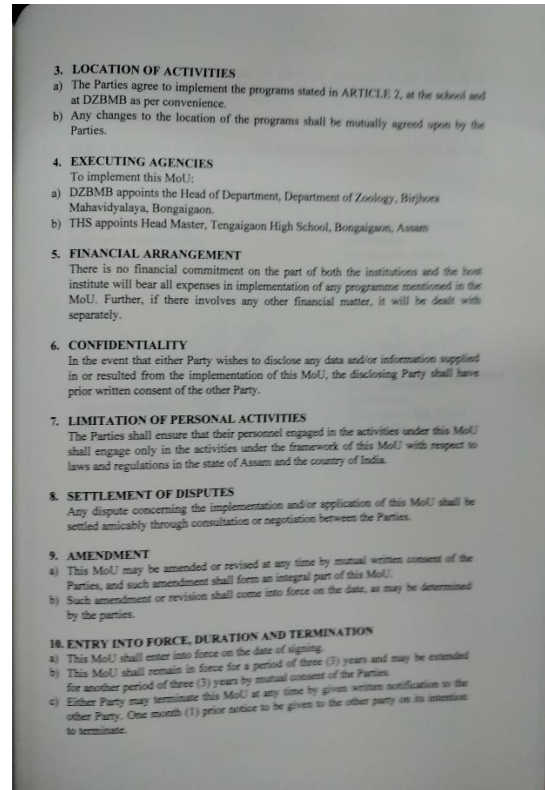 3. LOCATION OF ACTIVITIES
a) The Parties agree to implement the programs stated in ARTICLE 2, at the school and
at DZBMB as per convenience.
b) Any changes to the location of the programs shall be mutually agreed upon by the
Parties.
4. EXECUTING AGENCIES
To implement this MoU:
a) DZBMB appoints the Head of Department, Department of Zoology, Birjhora
Mahavidyalaya, Bongaigaon.
b) THS appoints Head Master, Tengaigaon High School, Bongaigaon, Assam
5. FINANCIAL ARRANGEMENT
There is no financial commitment on the part of both the institutions and the host
institute will bear all expenses in implementation of any programme mentioned in the
MoU. Further, if there involves any other financial matter, it will be dealt with
separately.
6. CONFIDENTIALITY
In the event that either Party wishes to disclose any data and/or information supplied
in or resulted from the implementation of this MoU, the disclosing Party shall have
prior written consent of the other Party.
7. LIMITATION OF PERSONAL ACTIVITIES
The Parties shall ensure that their personnel engaged in the activities under this MoU
shall engage only in the activities under the framework of this MoU with respect to
laws and regulations in the state of Assam and the country of India.
8. SETTLEMENT OF DISPUTES
Any dispute concerning the implementation and/or application of this MoU shall be
settled amicably through consultation or negotiation between the Parties.
9. AMENDMENT
a) This MoU may be amended or revised at any time by mutual written consent of the
Parties, and such amendment shall form an integral part of this MoU.
b) Such amendment or revision shall come into force on the date, as may be determined
by the parties.
10. ENTRY INTO FORCE, DURATION AND TERMINATION
a) This MoU shall enter into force on the date of signing.
b) This MoU shall remain in force for a period of three (3) years and may be extended
for another period of three (3) years by mutual consent of the Parties.
c) Either Party may terminate this MoU at any time by given written notification to the
other Party. One month (1) prior notice to be given to the other party on its intention
to terminate.